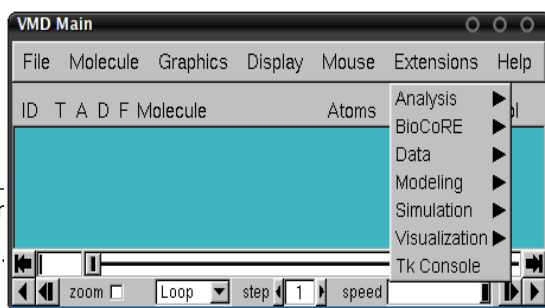 VMD Main
File Molecule Graphics Display Mouse Extensions Help
ID T A D F Molecule Atoms
Analysis
BioCoRE
Data
Modeling
Simulation
Visualization
Tk Console
zoom Loop step 1 speed